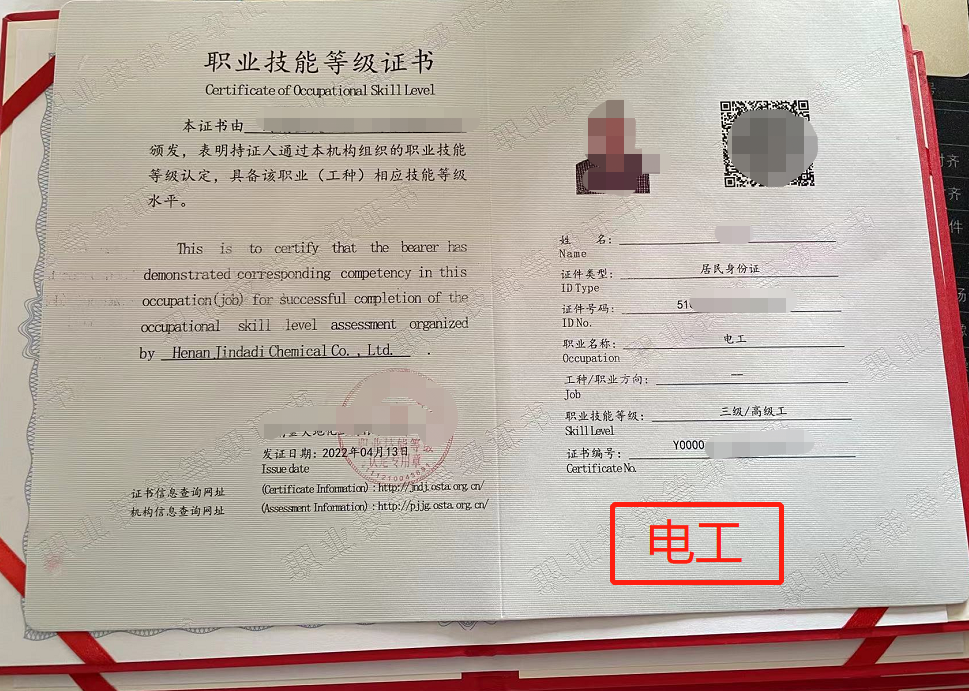 职业技能等级证书
Certificate of Occupational Skill Level
本证书由
颁发，表明持证人通过本机构组织的职业技能
等级认定，具备该职业（工种）相应技能等级
水平。
This is to certify that the bearer has
demonstrated corresponding competency in this
occupation(job) for successful completion of the
occupational skill level assessment organized
by Henan Jindadi Chemical Co., Ltd. .
职业技能等
认定专用章
发证日期：2022年04月13日
Issue date
证书信息查询网址 (Certificate Information) : http://jndj.osta.org.cn/
机构信息查询网址 (Assessment Information) : http://pjjg.osta.org.cn/
姓 名：
Name
证件类型： 居民身份证
ID Type
证件号码： 51
ID No.
职业名称： 电工
Occupation
工种/职业方向： —
Job
职业技能等级： 三级/高级工
Skill Level
证书编号： Y0000
Certificate No.
电工